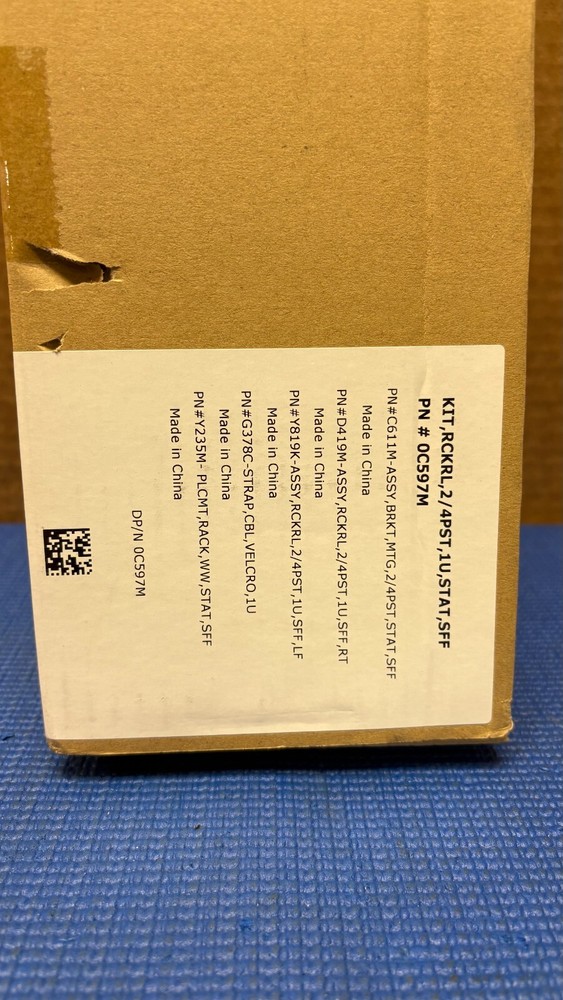 KIT,RCKRL,2/4PST,1U,STAT,SFF
PN # 0C597M
PN#C611M-ASSY,BRKT,MTG,2/4PST,STAT,SFF
Made in China
PN#D419M-ASSY,RCKRL,2/4PST,1U,SFF,RT
Made in China
PN#Y819K-ASSY,RCKRL,2/4PST,1U,SFF,LF
Made in China
PN#G378C-STRAP,CBL,VELCRO,1U
Made in China
PN#Y235M- PLCMT,RACK,WW,STAT,SFF
Made in China
DP/N 0C597M